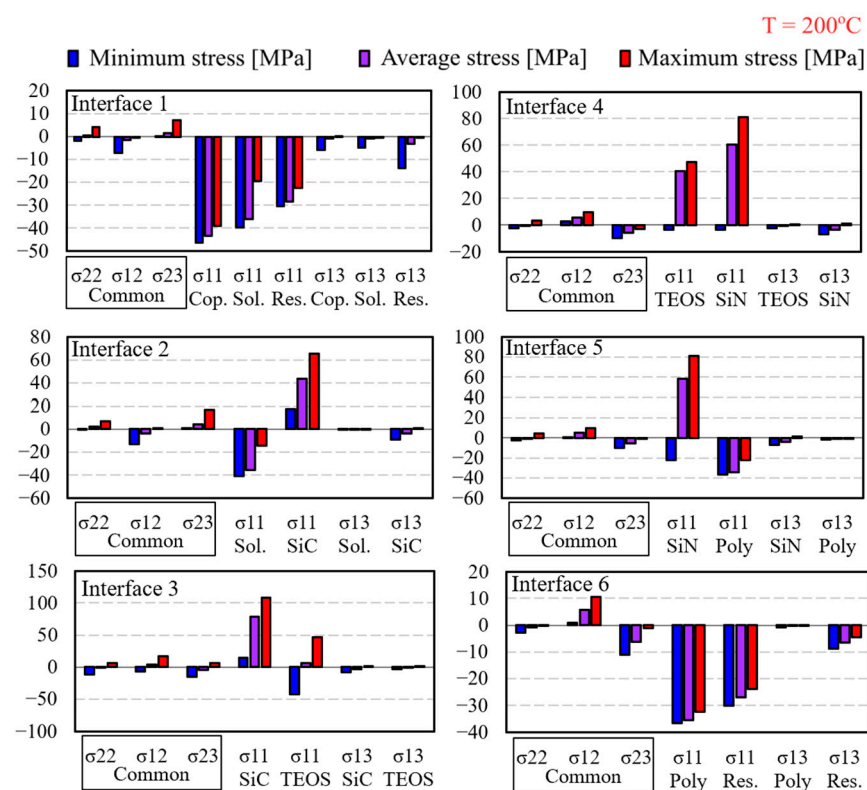 T = 200°C
Minimum stress [MPa] Average stress [MPa] Maximum stress [MPa]
Interface 1
20
10
0
−10
−20
−30
−40
−50
σ22 σ12 σ23 σ11 σ11 σ11 σ13 σ13 σ13
Common Cop. Sol. Res. Cop. Sol. Res.
Interface 4
100
80
60
40
20
0
−20
σ22 σ12 σ23 σ11 σ11 σ13 σ13
Common TEOS SiN TEOS SiN
Interface 2
80
60
40
20
0
−20
−40
−60
σ22 σ12 σ23 σ11 σ11 σ13 σ13
Common Sol. SiC Sol. SiC
Interface 5
100
80
60
40
20
0
−20
−40
−60
σ22 σ12 σ23 σ11 σ11 σ13 σ13
Common SiN Poly SiN Poly
Interface 3
150
100
50
0
−50
−100
σ22 σ12 σ23 σ11 σ11 σ13 σ13
Common SiC TEOS SiC TEOS
Interface 6
20
10
0
−10
−20
−30
−40
σ22 σ12 σ23 σ11 σ11 σ13 σ13
Common Poly Res. Poly Res.